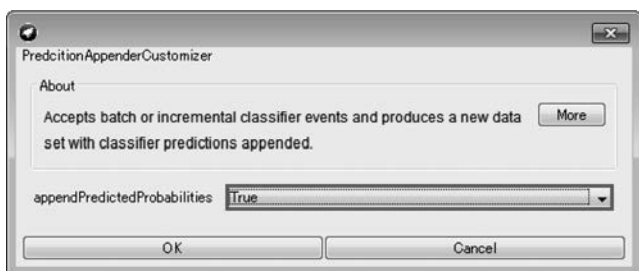 PredcitionAppenderCustomizer
About
Accepts batch or incremental classifier events and produces a new data
set with classifier predictions appended.
More
appendPredictedProbabilities True
OK Cancel